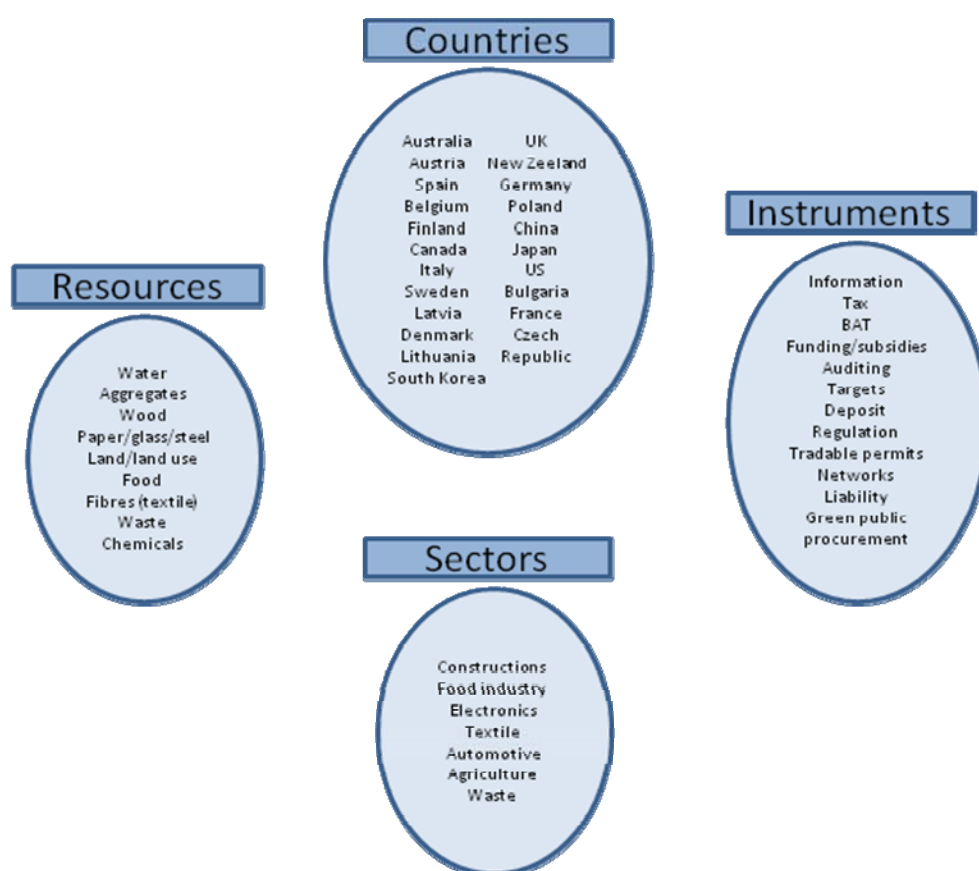 Countries
Australia
Austria
Spain
Belgium
Finland
Canada
Italy
Sweden
Latvia
Denmark
Lithuania
South Korea
UK
New Zeeland
Germany
Poland
China
Japan
US
Bulgaria
France
Czech
Republic
Instruments
Information
Tax
BAT
Funding/subsidies
Auditing
Targets
Deposit
Regulation
Tradable permits
Networks
Liability
Green public
procurement
Resources
Water
Aggregates
Wood
Paper/glass/steel
Land/land use
Food
Fibres (textile)
Waste
Chemicals
Sectors
Constructions
Food industry
Electronics
Textile
Automotive
Agriculture
Waste